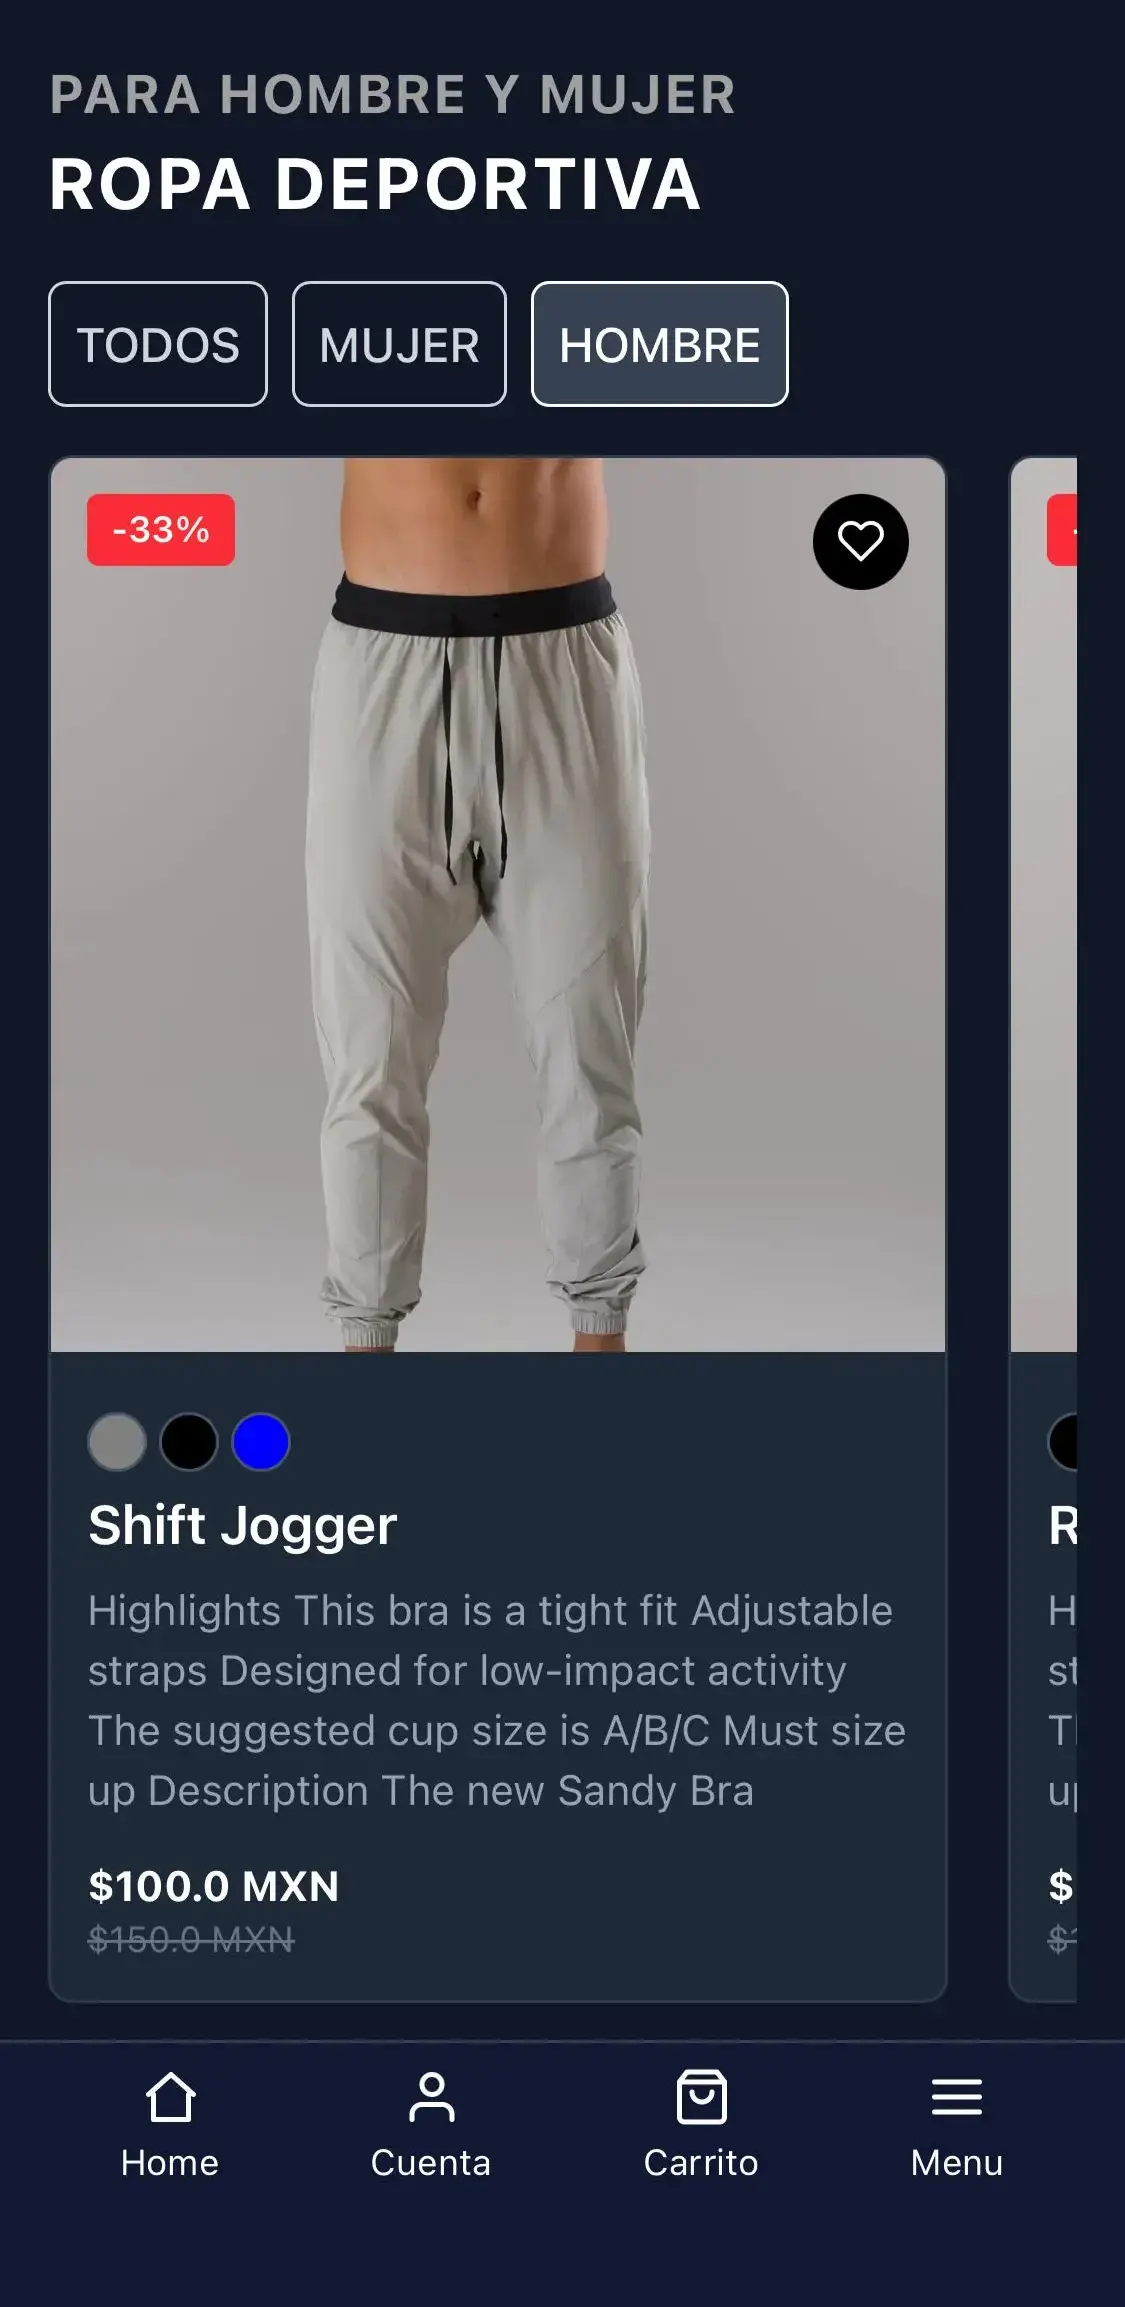 PARA HOMBRE Y MUJER
ROPA DEPORTIVA
TODOS MUJER HOMBRE
-33%
Shift Jogger
Highlights This bra is a tight fit Adjustable
straps Designed for low-impact activity
The suggested cup size is A/B/C Must size
up Description The new Sandy Bra
$100.0 MXN
$150.0 MXN
Home Cuenta Carrito Menu